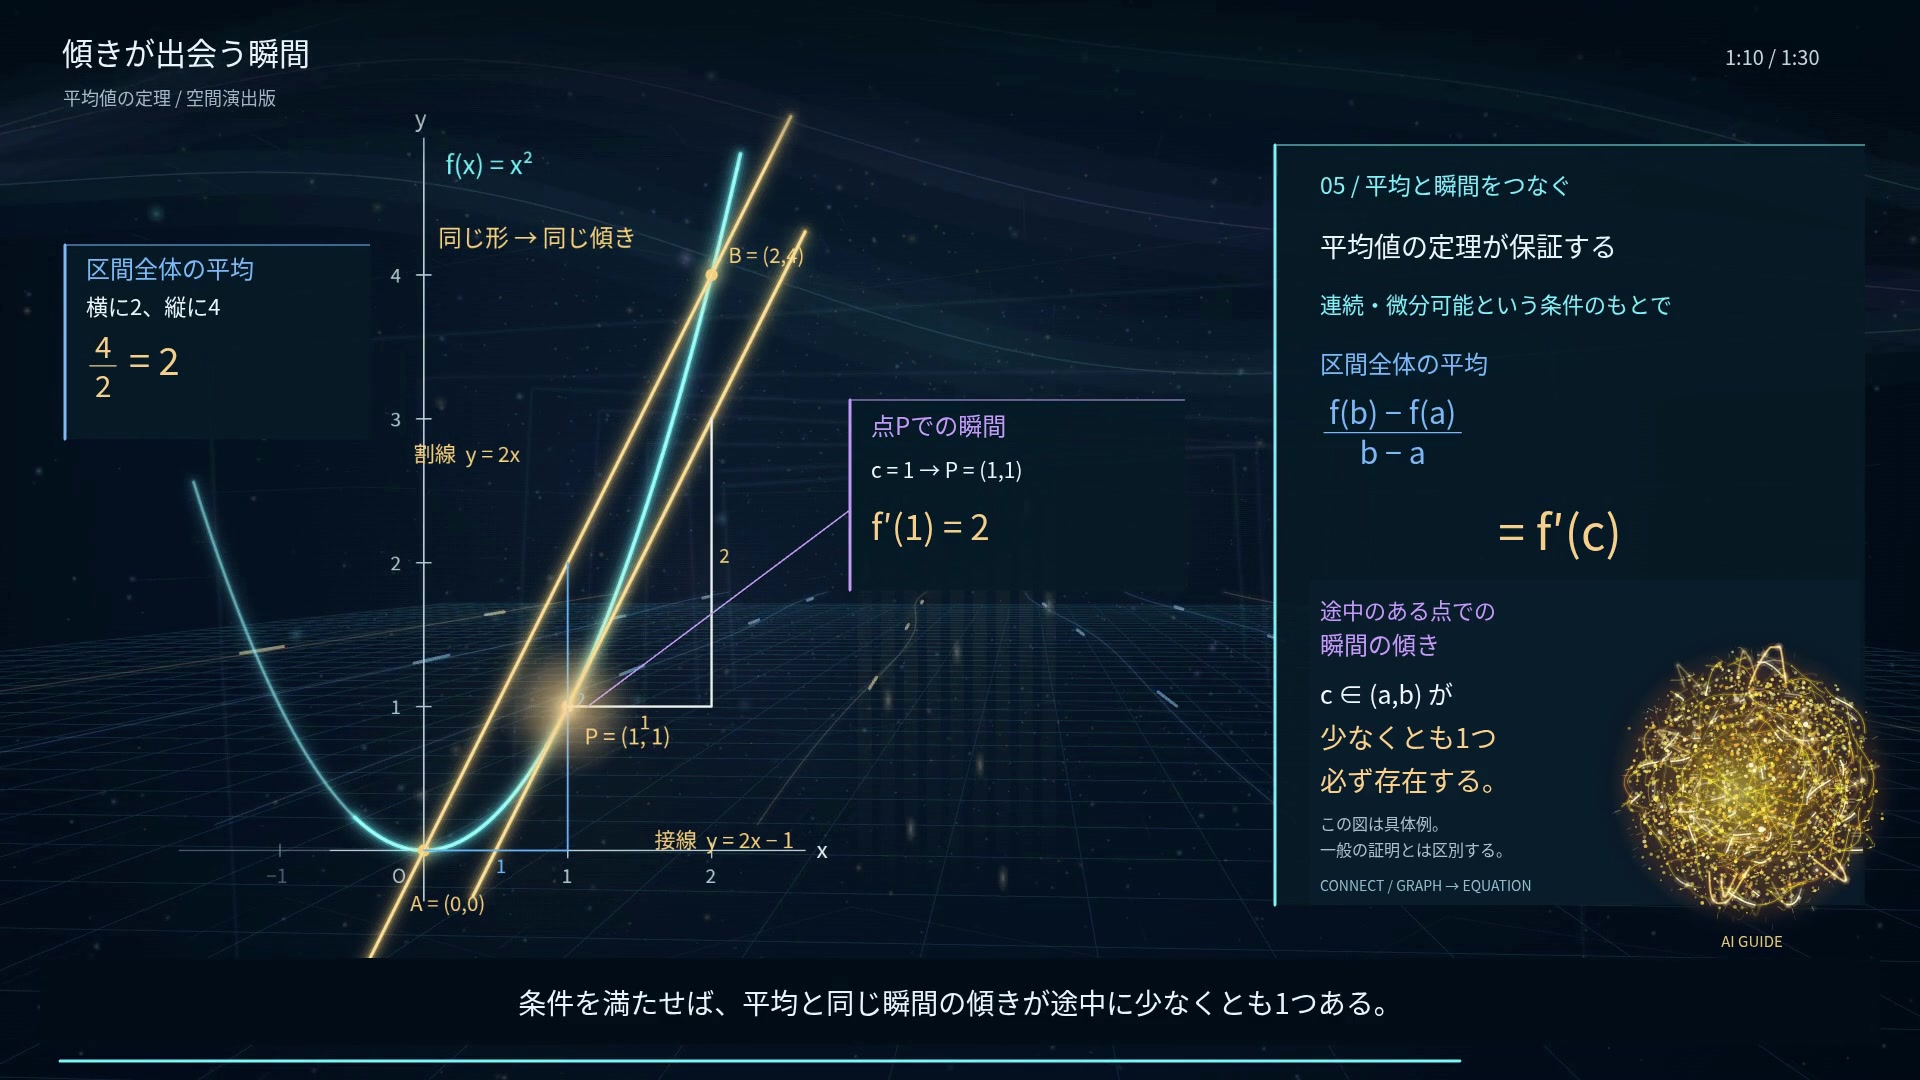 傾きが出会う瞬間
平均値の定理 / 空間演出版
1:10 / 1:30
y
f(x) = x²
同じ形 → 同じ傾き
B = (2,4)
区間全体の平均
横に2、縦に4
4
2
= 2
4
3
2
1
割線 y = 2x
点Pでの瞬間
c = 1 → P = (1,1)
f′(1) = 2
2
2
1
P = (1, 1)
接線 y = 2x − 1
x
−1
O
1
1
2
A = (0,0)
05 / 平均と瞬間をつなぐ
平均値の定理が保証する
連続・微分可能という条件のもとで
区間全体の平均
f(b) − f(a)
b − a
= f′(c)
途中のある点での
瞬間の傾き
c ∈ (a,b) が
少なくとも1つ
必ず存在する。
この図は具体例。
一般の証明とは区別する。
CONNECT / GRAPH → EQUATION
AI GUIDE
条件を満たせば、平均と同じ瞬間の傾きが途中に少なくとも1つある。